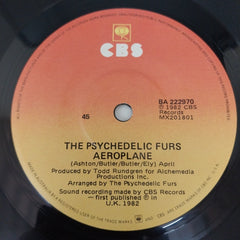 CBS
BA 222970
℗ 1982 CBS
Records
MX201801
45
THE PSYCHEDELIC FURS
AEROPLANE
(Ashton/Butler/Butler/Ely) April
Produced by Todd Rundgren for Alchemedia
Productions Inc.
Arranged by The Psychedelic Furs
Sound recording made by CBS Records
—first published in
U.K. 1982